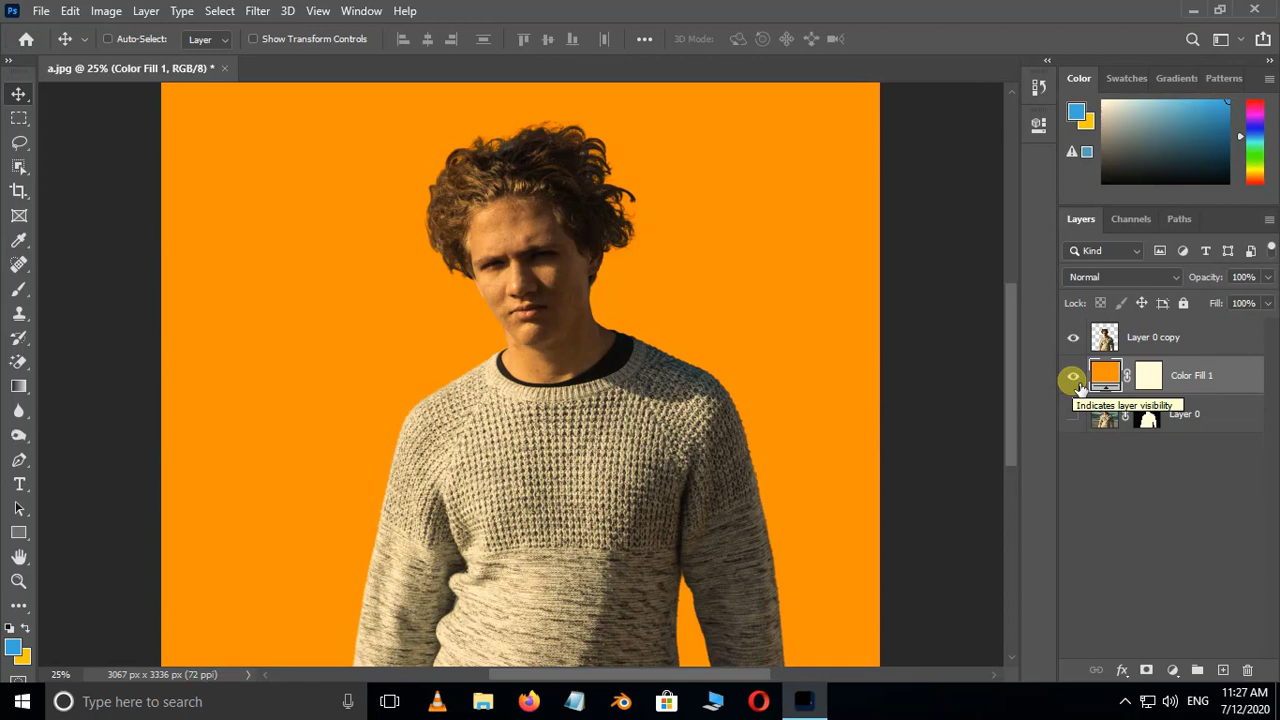 Ps File Edit Image Layer Type Select Filter 3D View Window Help
Auto-Select: Layer Show Transform Controls 3D Mode:
a.jpg @ 25% (Color Fill 1, RGB/8) *
Color Swatches Gradients Patterns
Layers Channels Paths
Kind
Normal Opacity: 100%
Lock: Fill: 100%
Layer 0 copy
Color Fill 1
Indicates layer visibility
Layer 0
25% 3067 px x 3336 px (72 ppi)
Type here to search
ENG
11:27 AM
7/12/2020